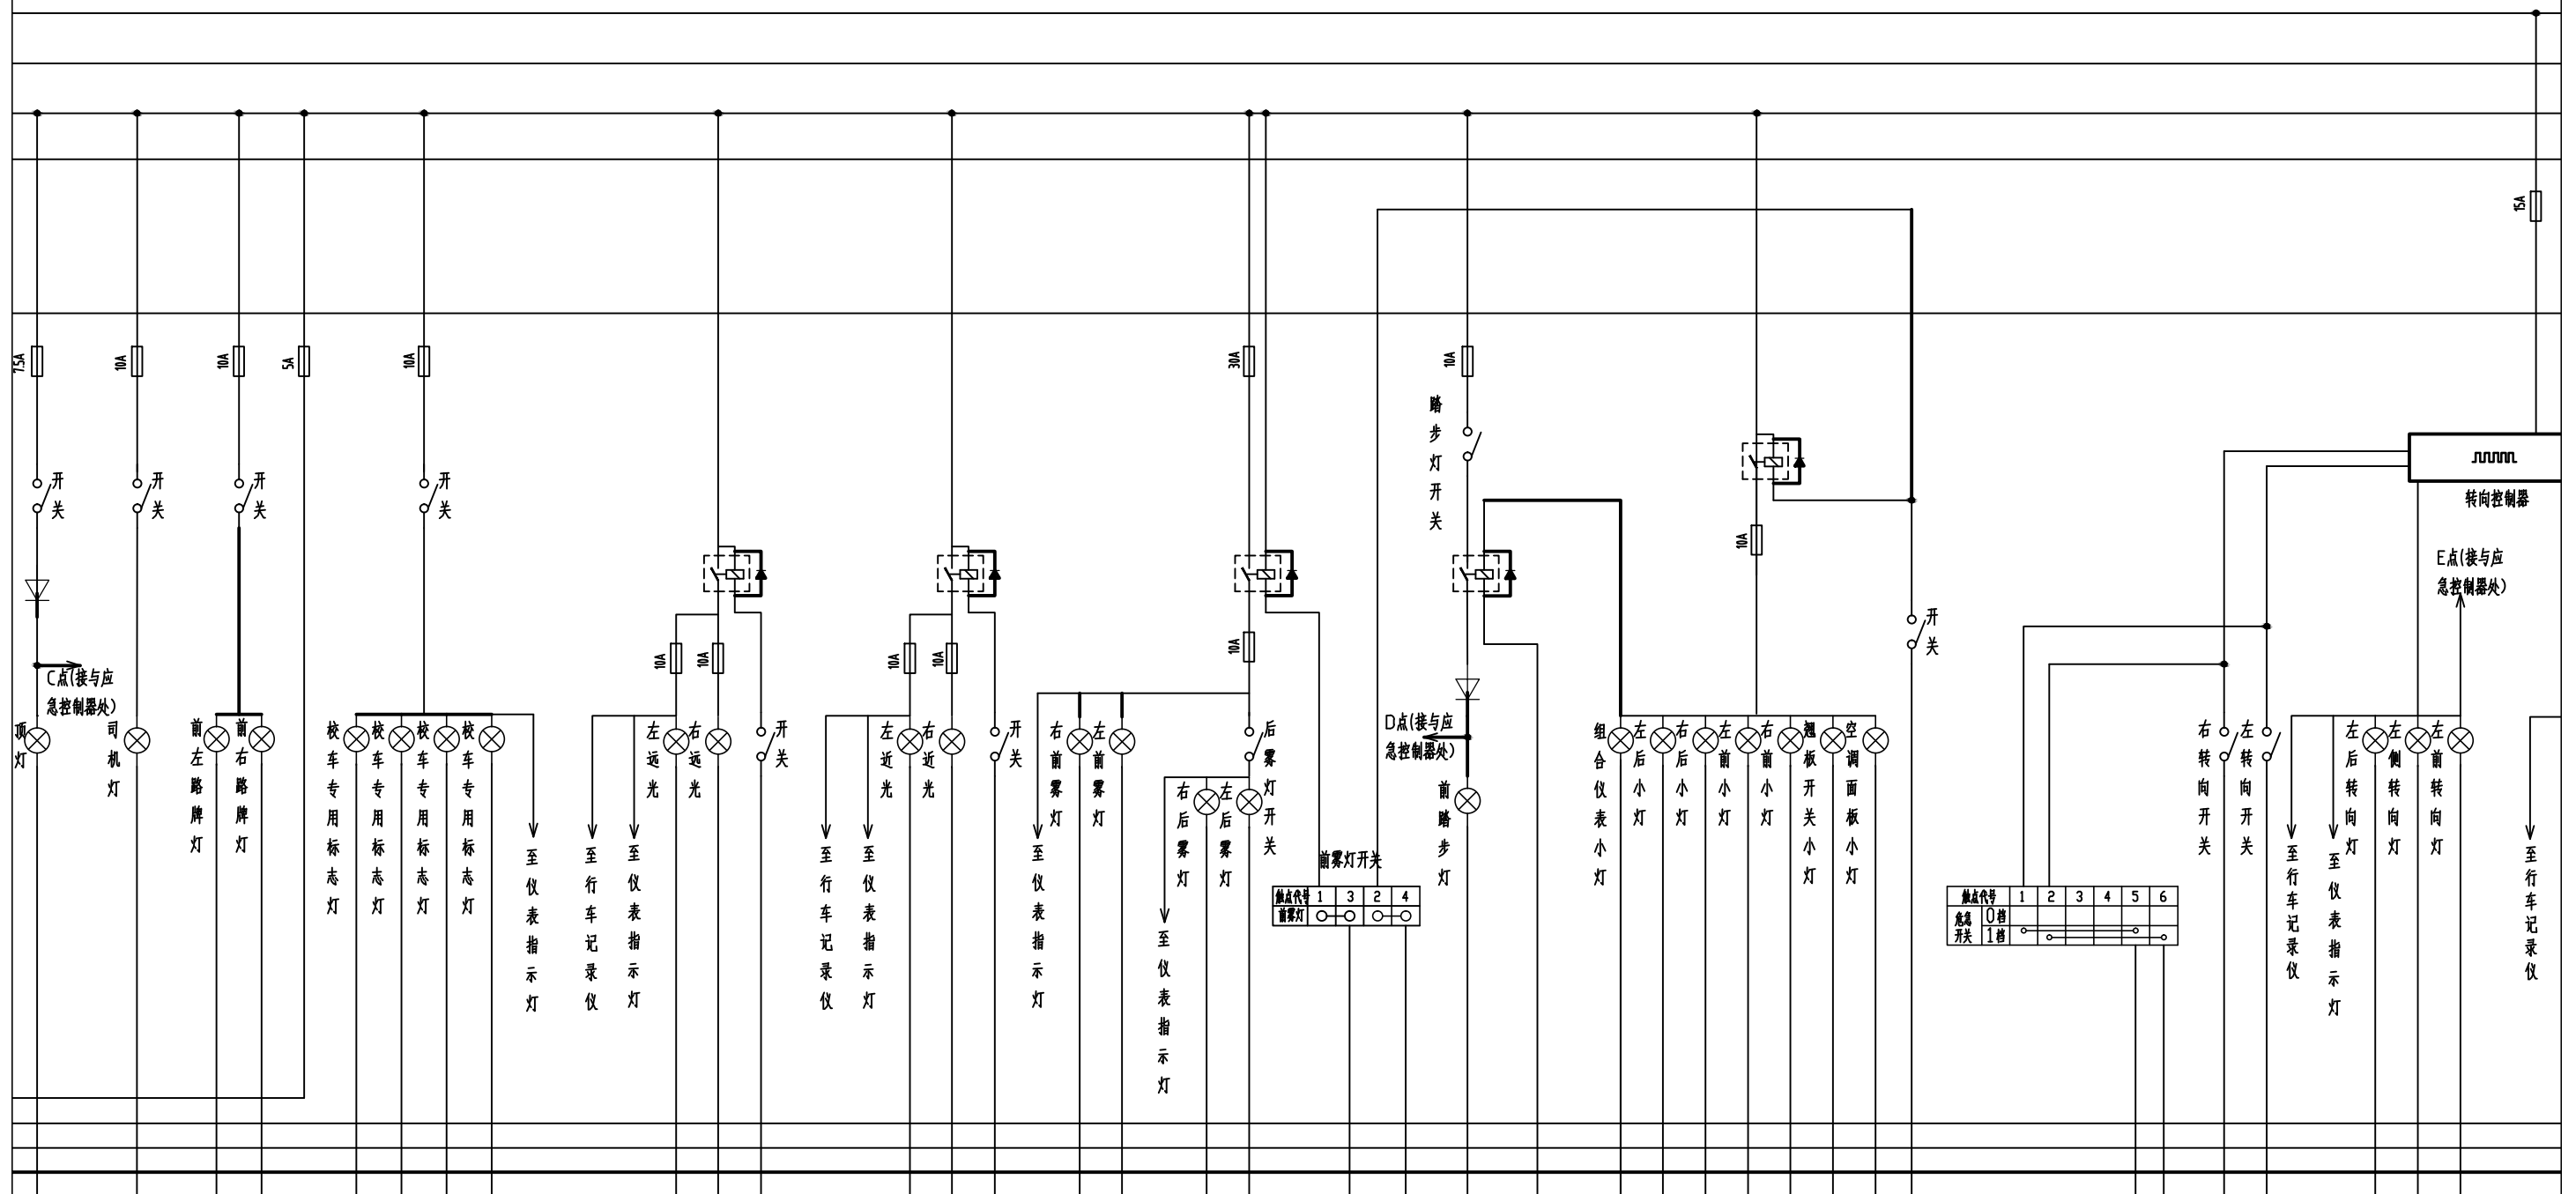 15A
7.5A
10A
10A
5A
10A
30A
10A
踏步灯开关
开关
开关
开关
开关
转向控制器
10A
E点(接与应
急控制器处)
开关
10A
10A
10A
10A
10A
C点(接与应
急控制器处)
D点(接与应
急控制器处)
顶灯
司机灯
前左路牌灯
前右路牌灯
校车专用标志灯
校车专用标志灯
校车专用标志灯
校车专用标志灯
至仪表指示灯
至行车记录仪
至仪表指示灯
左远光
右远光
开关
至行车记录仪
至仪表指示灯
左近光
右近光
开关
至仪表指示灯
右前雾灯
左前雾灯
至仪表指示灯
右后雾灯
左后雾灯
后雾灯开关
前雾灯开关
触点代号 1 3 2 4
前雾灯
前踏步灯
组合仪表小灯
左后小灯
右后小灯
左前小灯
右前小灯
翘板开关小灯
空调面板小灯
触点代号 1 2 3 4 5 6
危急开关 0档
1档
右转向开关
左转向开关
至行车记录仪
至仪表指示灯
左后转向灯
左侧转向灯
左前转向灯
至行车记录仪